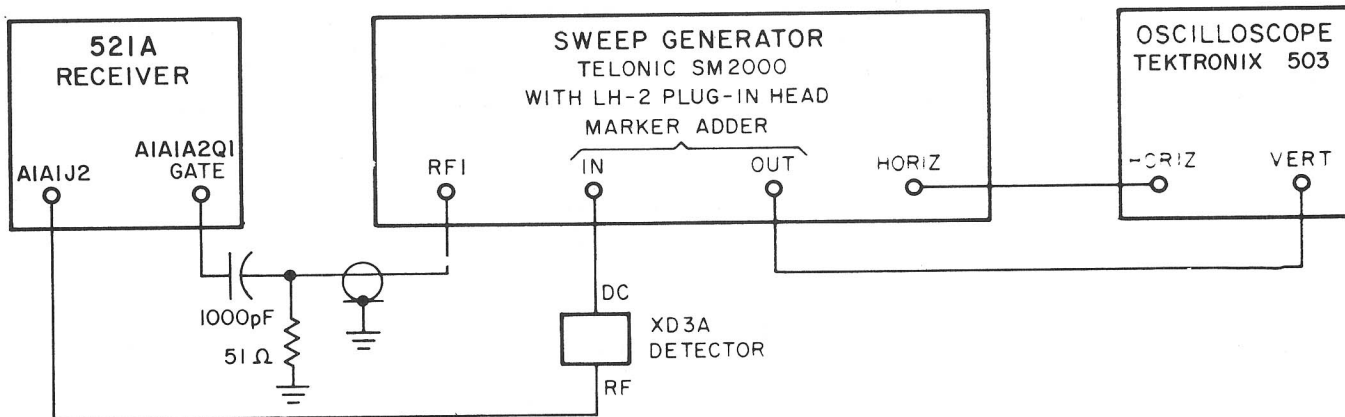 521A
RECEIVER
A1A1J2
A1A1A2Q1
GATE
1000pF
51 Ω
SWEEP GENERATOR
TELONIC SM2000
WITH LH-2 PLUG-IN HEAD
MARKER ADDER
RF1
IN
OUT
HORIZ
DC
XD3A
DETECTOR
RF
OSCILLOSCOPE
TEKTRONIX 503
HORIZ
VERT